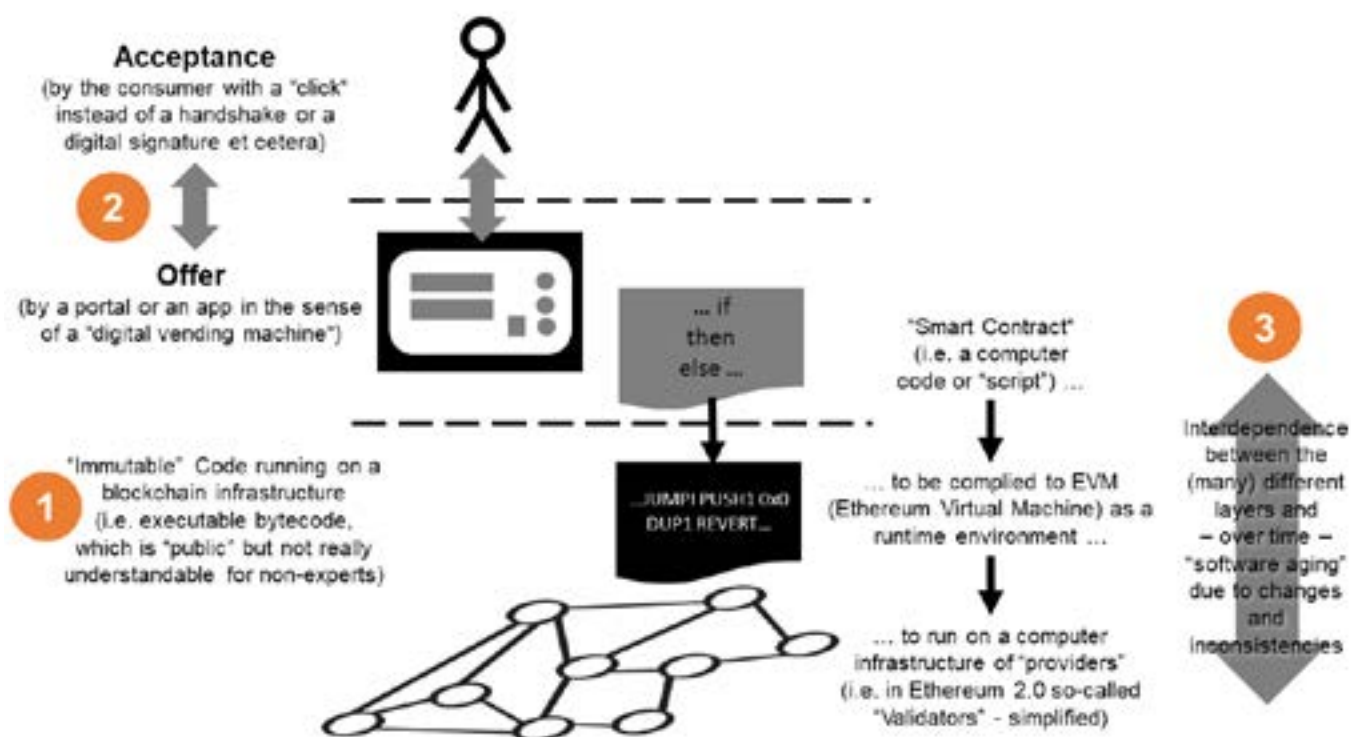 Acceptance
(by the consumer with a "click"
instead of a handshake or a
digital signature et cetera)
2
Offer
(by a portal or an app in the sense
of a "digital vending machine")
... if
then
else ...
"Smart Contract"
(i.e. a computer
code or "script") ...
3
1
"Immutable" Code running on a
blockchain infrastructure
(i.e. executable bytecode,
which is "public" but not really
understandable for non-experts)
...JUMPI PUSH1 0x0
DUP1 REVERT...
... to be complied to EVM
(Ethereum Virtual Machine) as a
runtime environment ...
... to run on a computer
infrastructure of "providers"
(i.e. in Ethereum 2.0 so-called
"Validators" - simplified)
Interdependence
between the
(many) different
layers and
– over time –
"software aging"
due to changes
and
inconsistencies